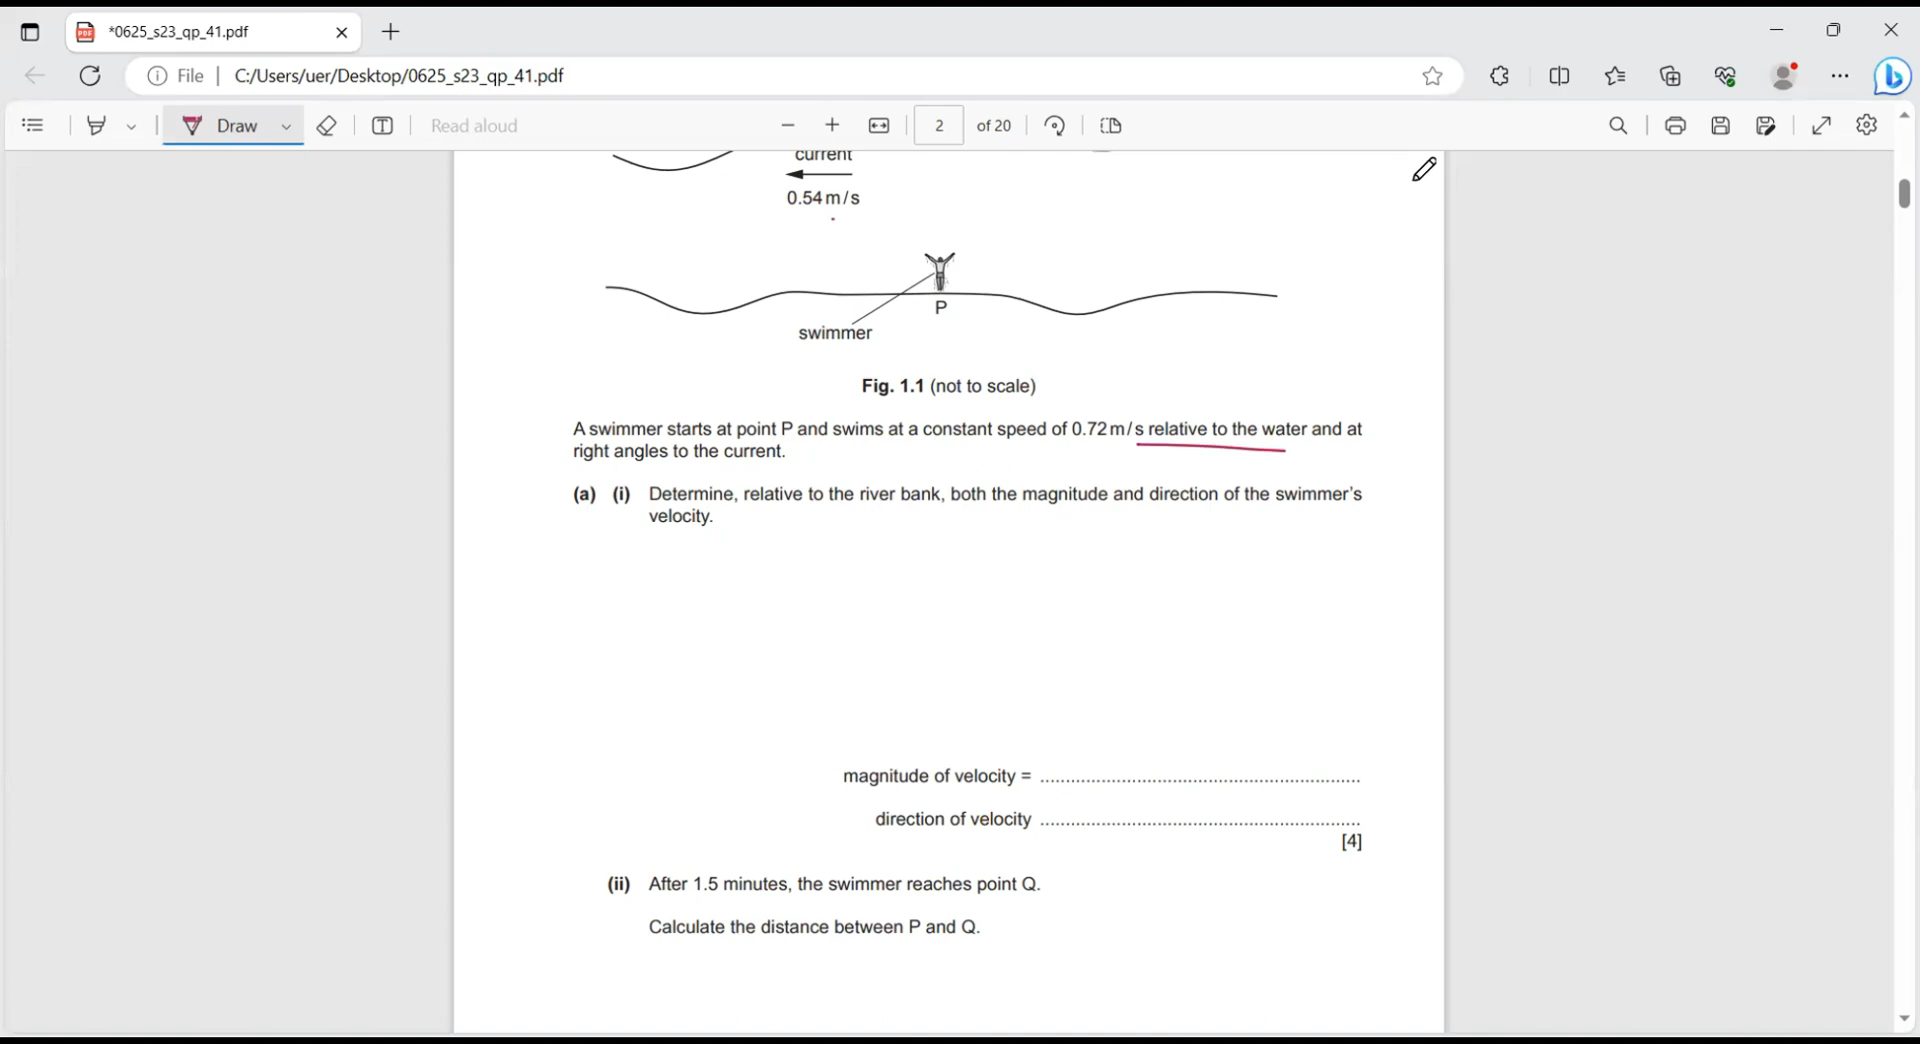 *0625_s23_qp_41.pdf
File
C:/Users/uer/Desktop/0625_s23_qp_41.pdf
Draw
Read aloud
2
of 20
current
0.54 m / s
P
swimmer
Fig. 1.1 (not to scale)
A swimmer starts at point P and swims at a constant speed of 0.72 m / s relative to the water and at
right angles to the current.
(a) (i) Determine, relative to the river bank, both the magnitude and direction of the swimmer's
velocity.
magnitude of velocity = ................................................................
direction of velocity ................................................................
[4]
(ii) After 1.5 minutes, the swimmer reaches point Q.
Calculate the distance between P and Q.